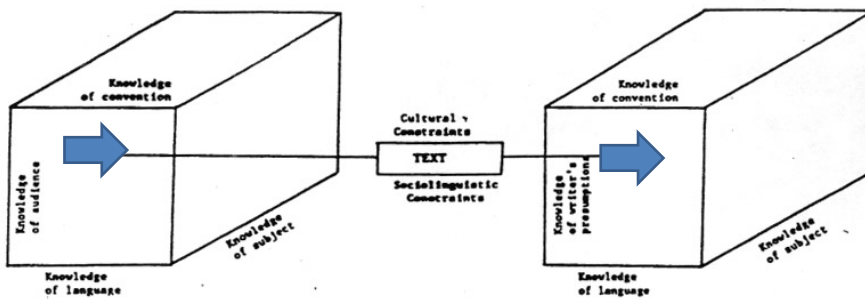 Knowledge
of convention
Knowledge
of audience
Knowledge
of subject
Knowledge
of language
Cultural
Constraints
TEXT
Sociolinguistic
Constraints
Knowledge
of convention
Knowledge
of writer's
presumptions
Knowledge
of subject
Knowledge
of language